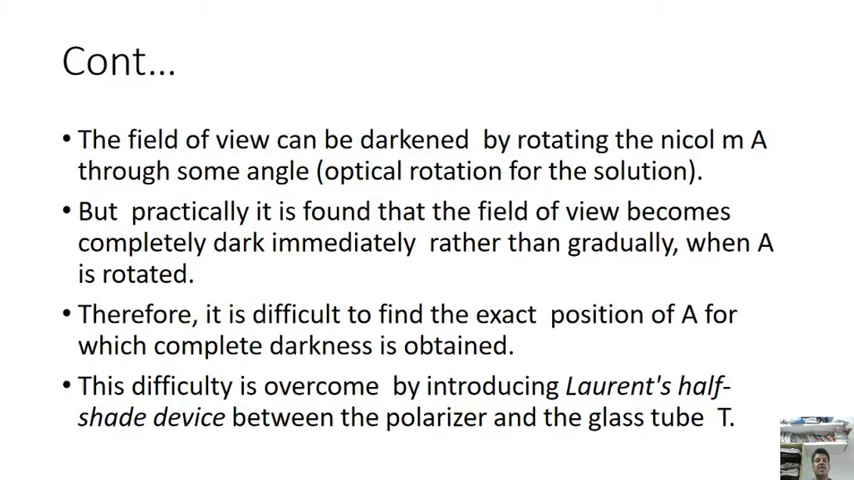 Cont...
• The field of view can be darkened by rotating the nicol m A
through some angle (optical rotation for the solution).
• But practically it is found that the field of view becomes
completely dark immediately rather than gradually, when A
is rotated.
• Therefore, it is difficult to find the exact position of A for
which complete darkness is obtained.
• This difficulty is overcome by introducing Laurent's half-
shade device between the polarizer and the glass tube T.